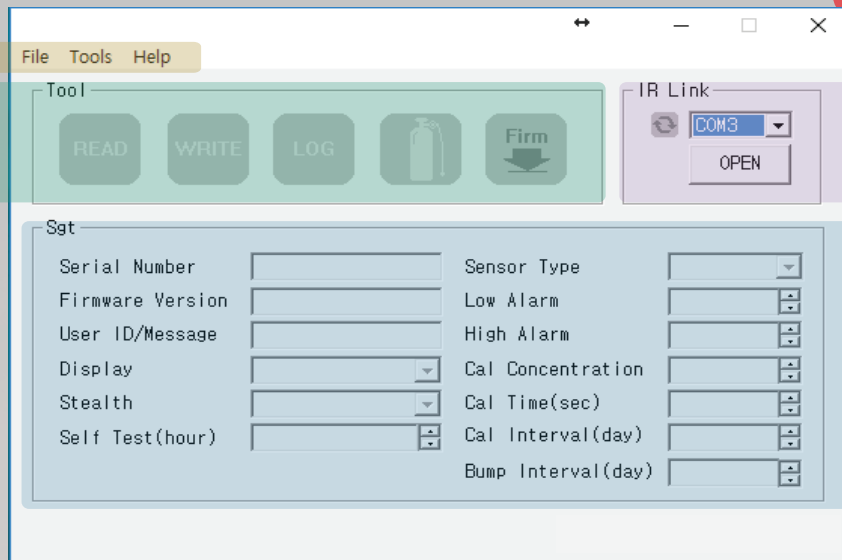 File Tools Help
Tool
READ WRITE LOG Firm
IR Link
COM3
OPEN
Sgt
Serial Number
Firmware Version
User ID/Message
Display
Stealth
Self Test(hour)
Sensor Type
Low Alarm
High Alarm
Cal Concentration
Cal Time(sec)
Cal Interval(day)
Bump Interval(day)